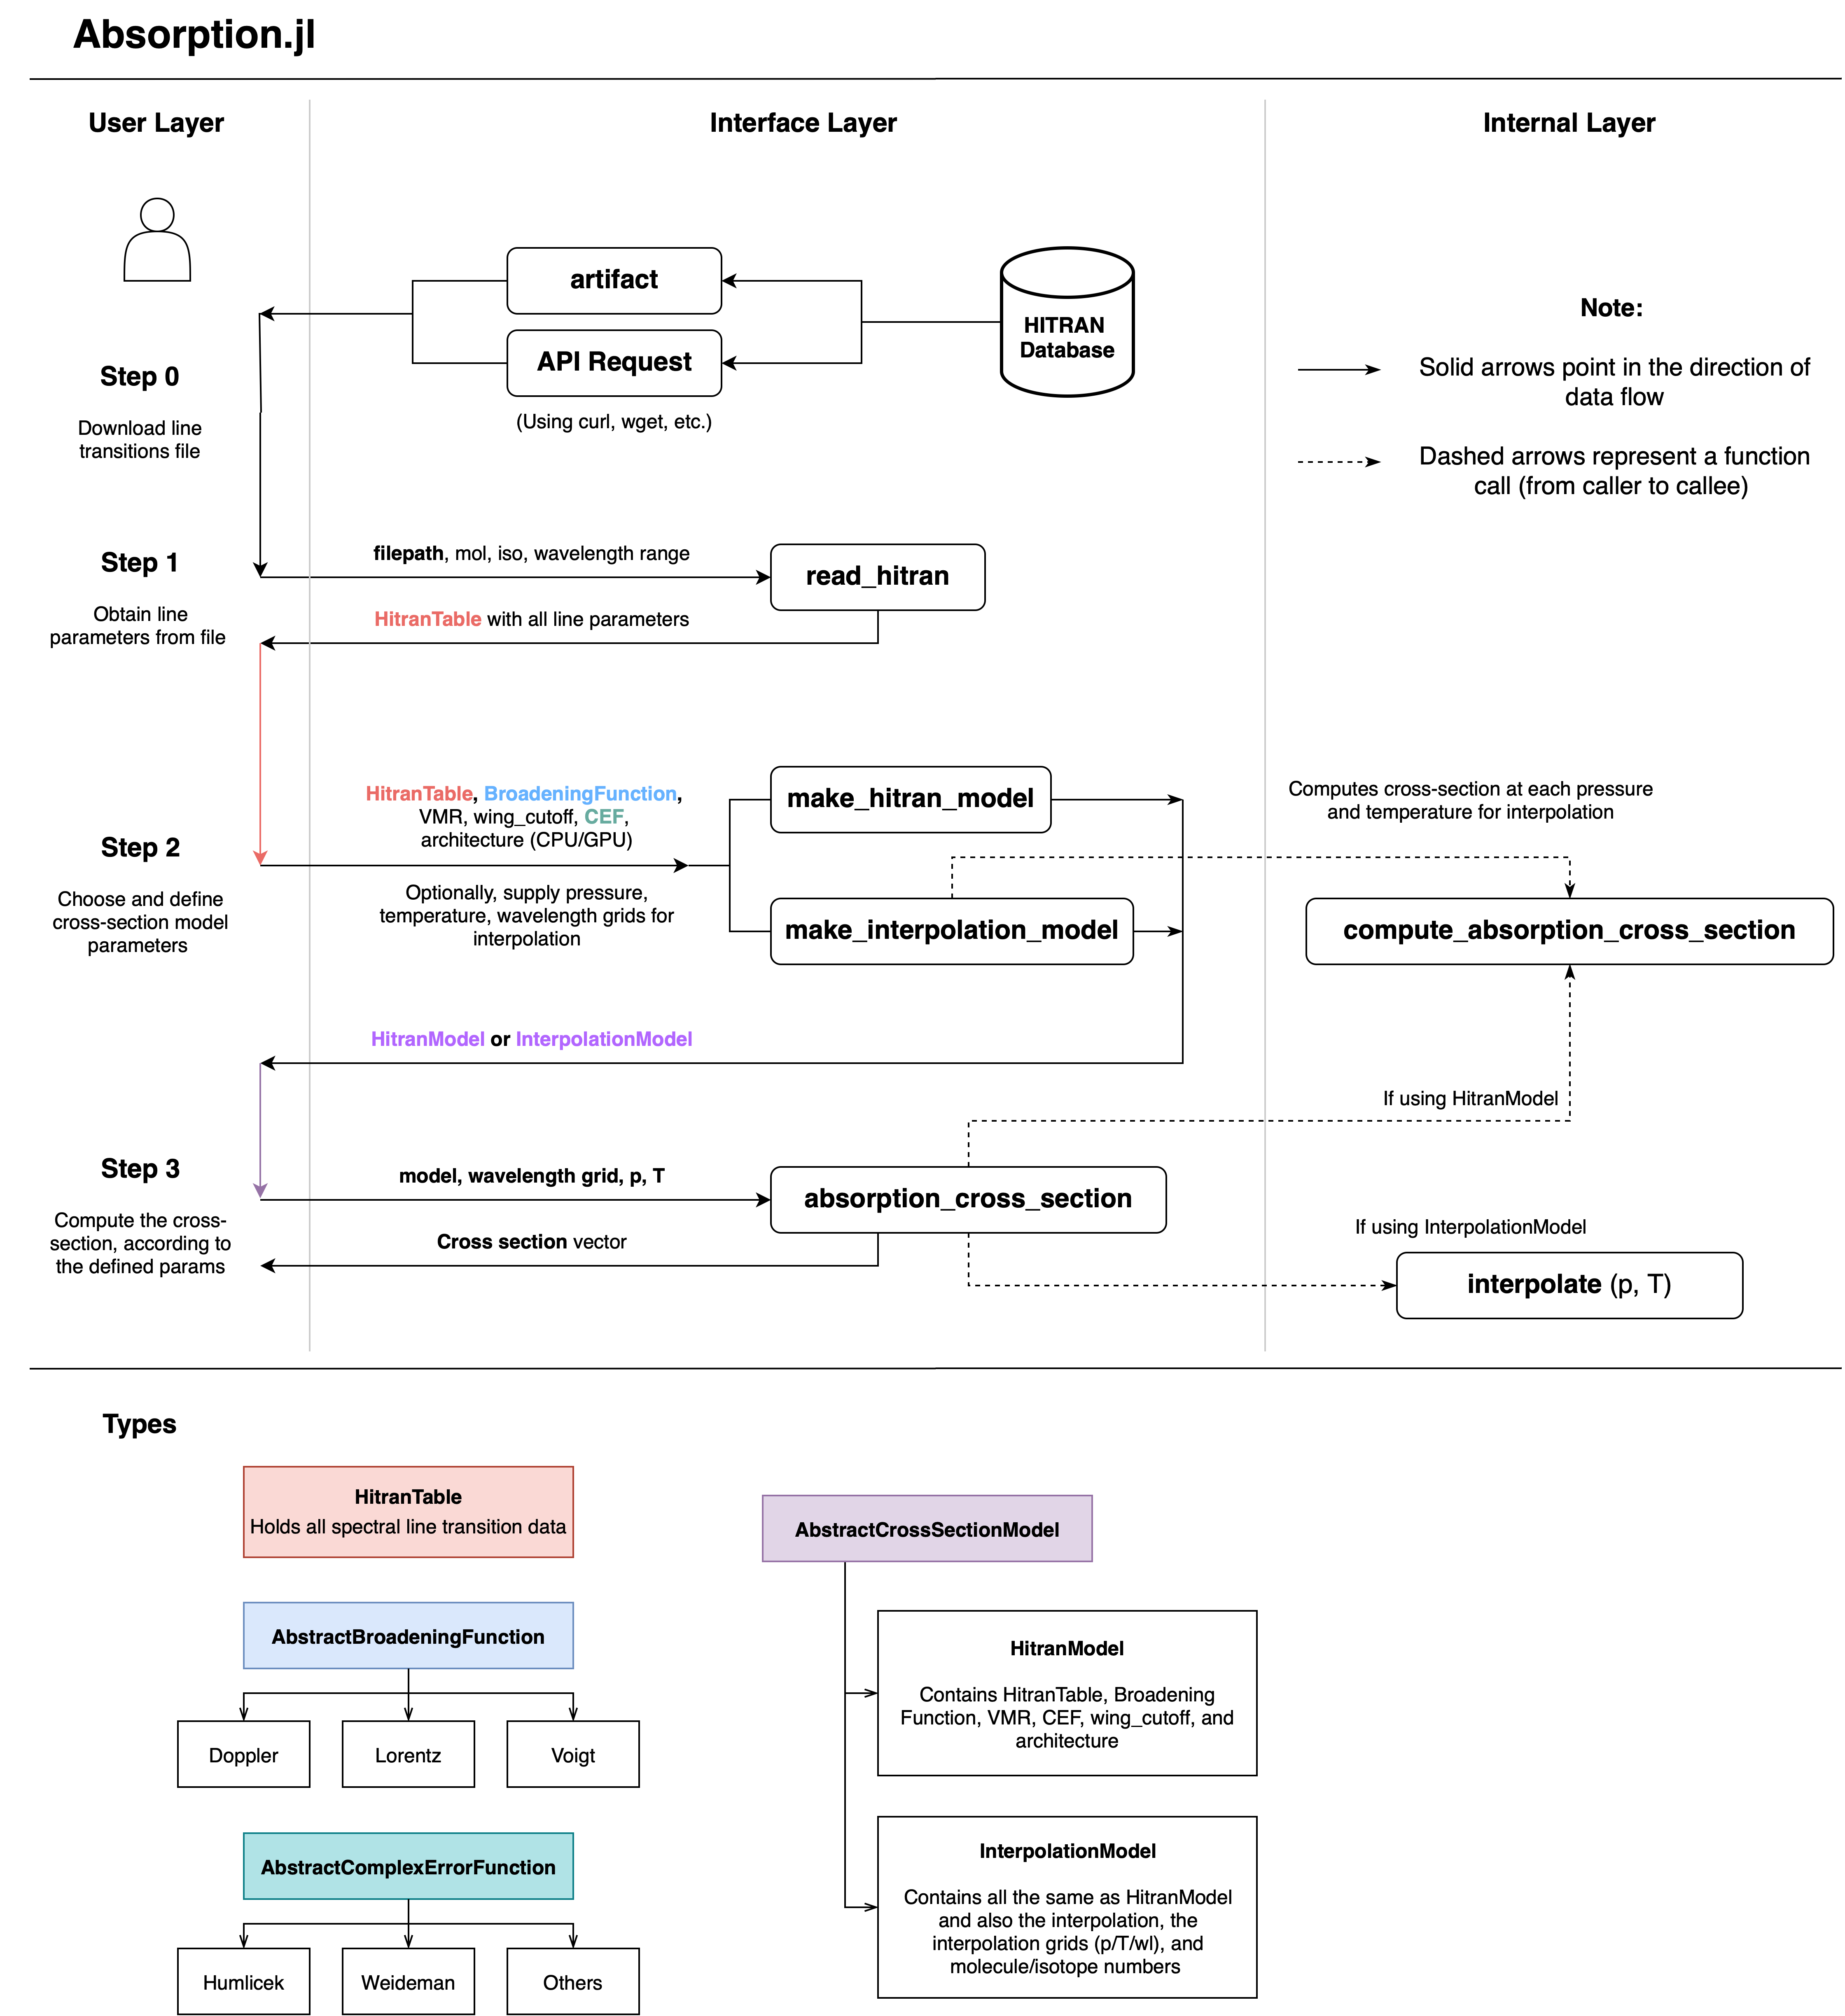 Absorption.jl
User Layer
Interface Layer
Internal Layer
artifact
API Request
(Using curl, wget, etc.)
HITRAN
Database
Note:
Solid arrows point in the direction of
data flow
Dashed arrows represent a function
call (from caller to callee)
Step 0
Download line
transitions file
Step 1
Obtain line
parameters from file
filepath, mol, iso, wavelength range
read_hitran
HitranTable with all line parameters
Step 2
Choose and define
cross-section model
parameters
HitranTable, BroadeningFunction,
VMR, wing_cutoff, CEF,
architecture (CPU/GPU)
Optionally, supply pressure,
temperature, wavelength grids for
interpolation
make_hitran_model
make_interpolation_model
Computes cross-section at each pressure
and temperature for interpolation
compute_absorption_cross_section
HitranModel or InterpolationModel
If using HitranModel
Step 3
Compute the cross-
section, according to
the defined params
model, wavelength grid, p, T
absorption_cross_section
Cross section vector
If using InterpolationModel
interpolate (p, T)
Types
HitranTable
Holds all spectral line transition data
AbstractBroadeningFunction
Doppler
Lorentz
Voigt
AbstractComplexErrorFunction
Humlicek
Weideman
Others
AbstractCrossSectionModel
HitranModel
Contains HitranTable, Broadening
Function, VMR, CEF, wing_cutoff, and
architecture
InterpolationModel
Contains all the same as HitranModel
and also the interpolation, the
interpolation grids (p/T/wl), and
molecule/isotope numbers